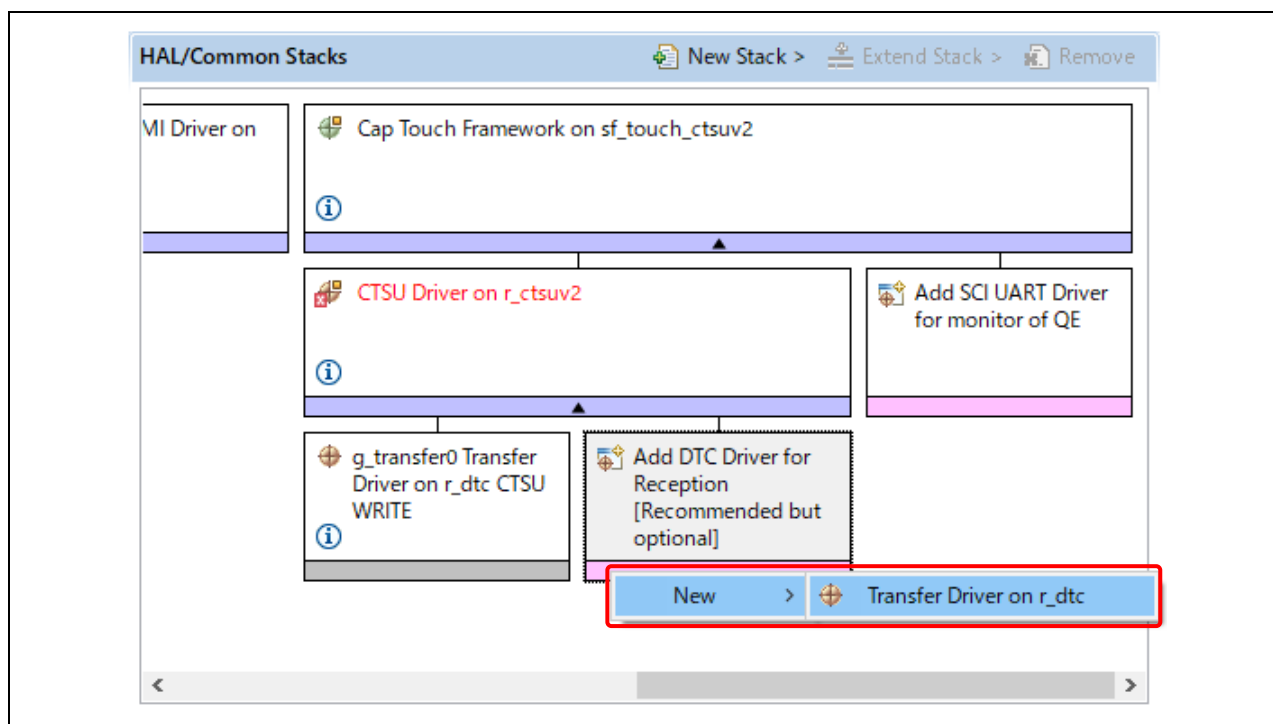 HAL/Common Stacks
New Stack >
Extend Stack >
Remove
MI Driver on
Cap Touch Framework on sf_touch_ctsuv2
CTSU Driver on r_ctsuv2
Add SCI UART Driver
for monitor of QE
g_transfer0 Transfer
Driver on r_dtc CTSU
WRITE
Add DTC Driver for
Reception
[Recommended but
optional]
New >
Transfer Driver on r_dtc